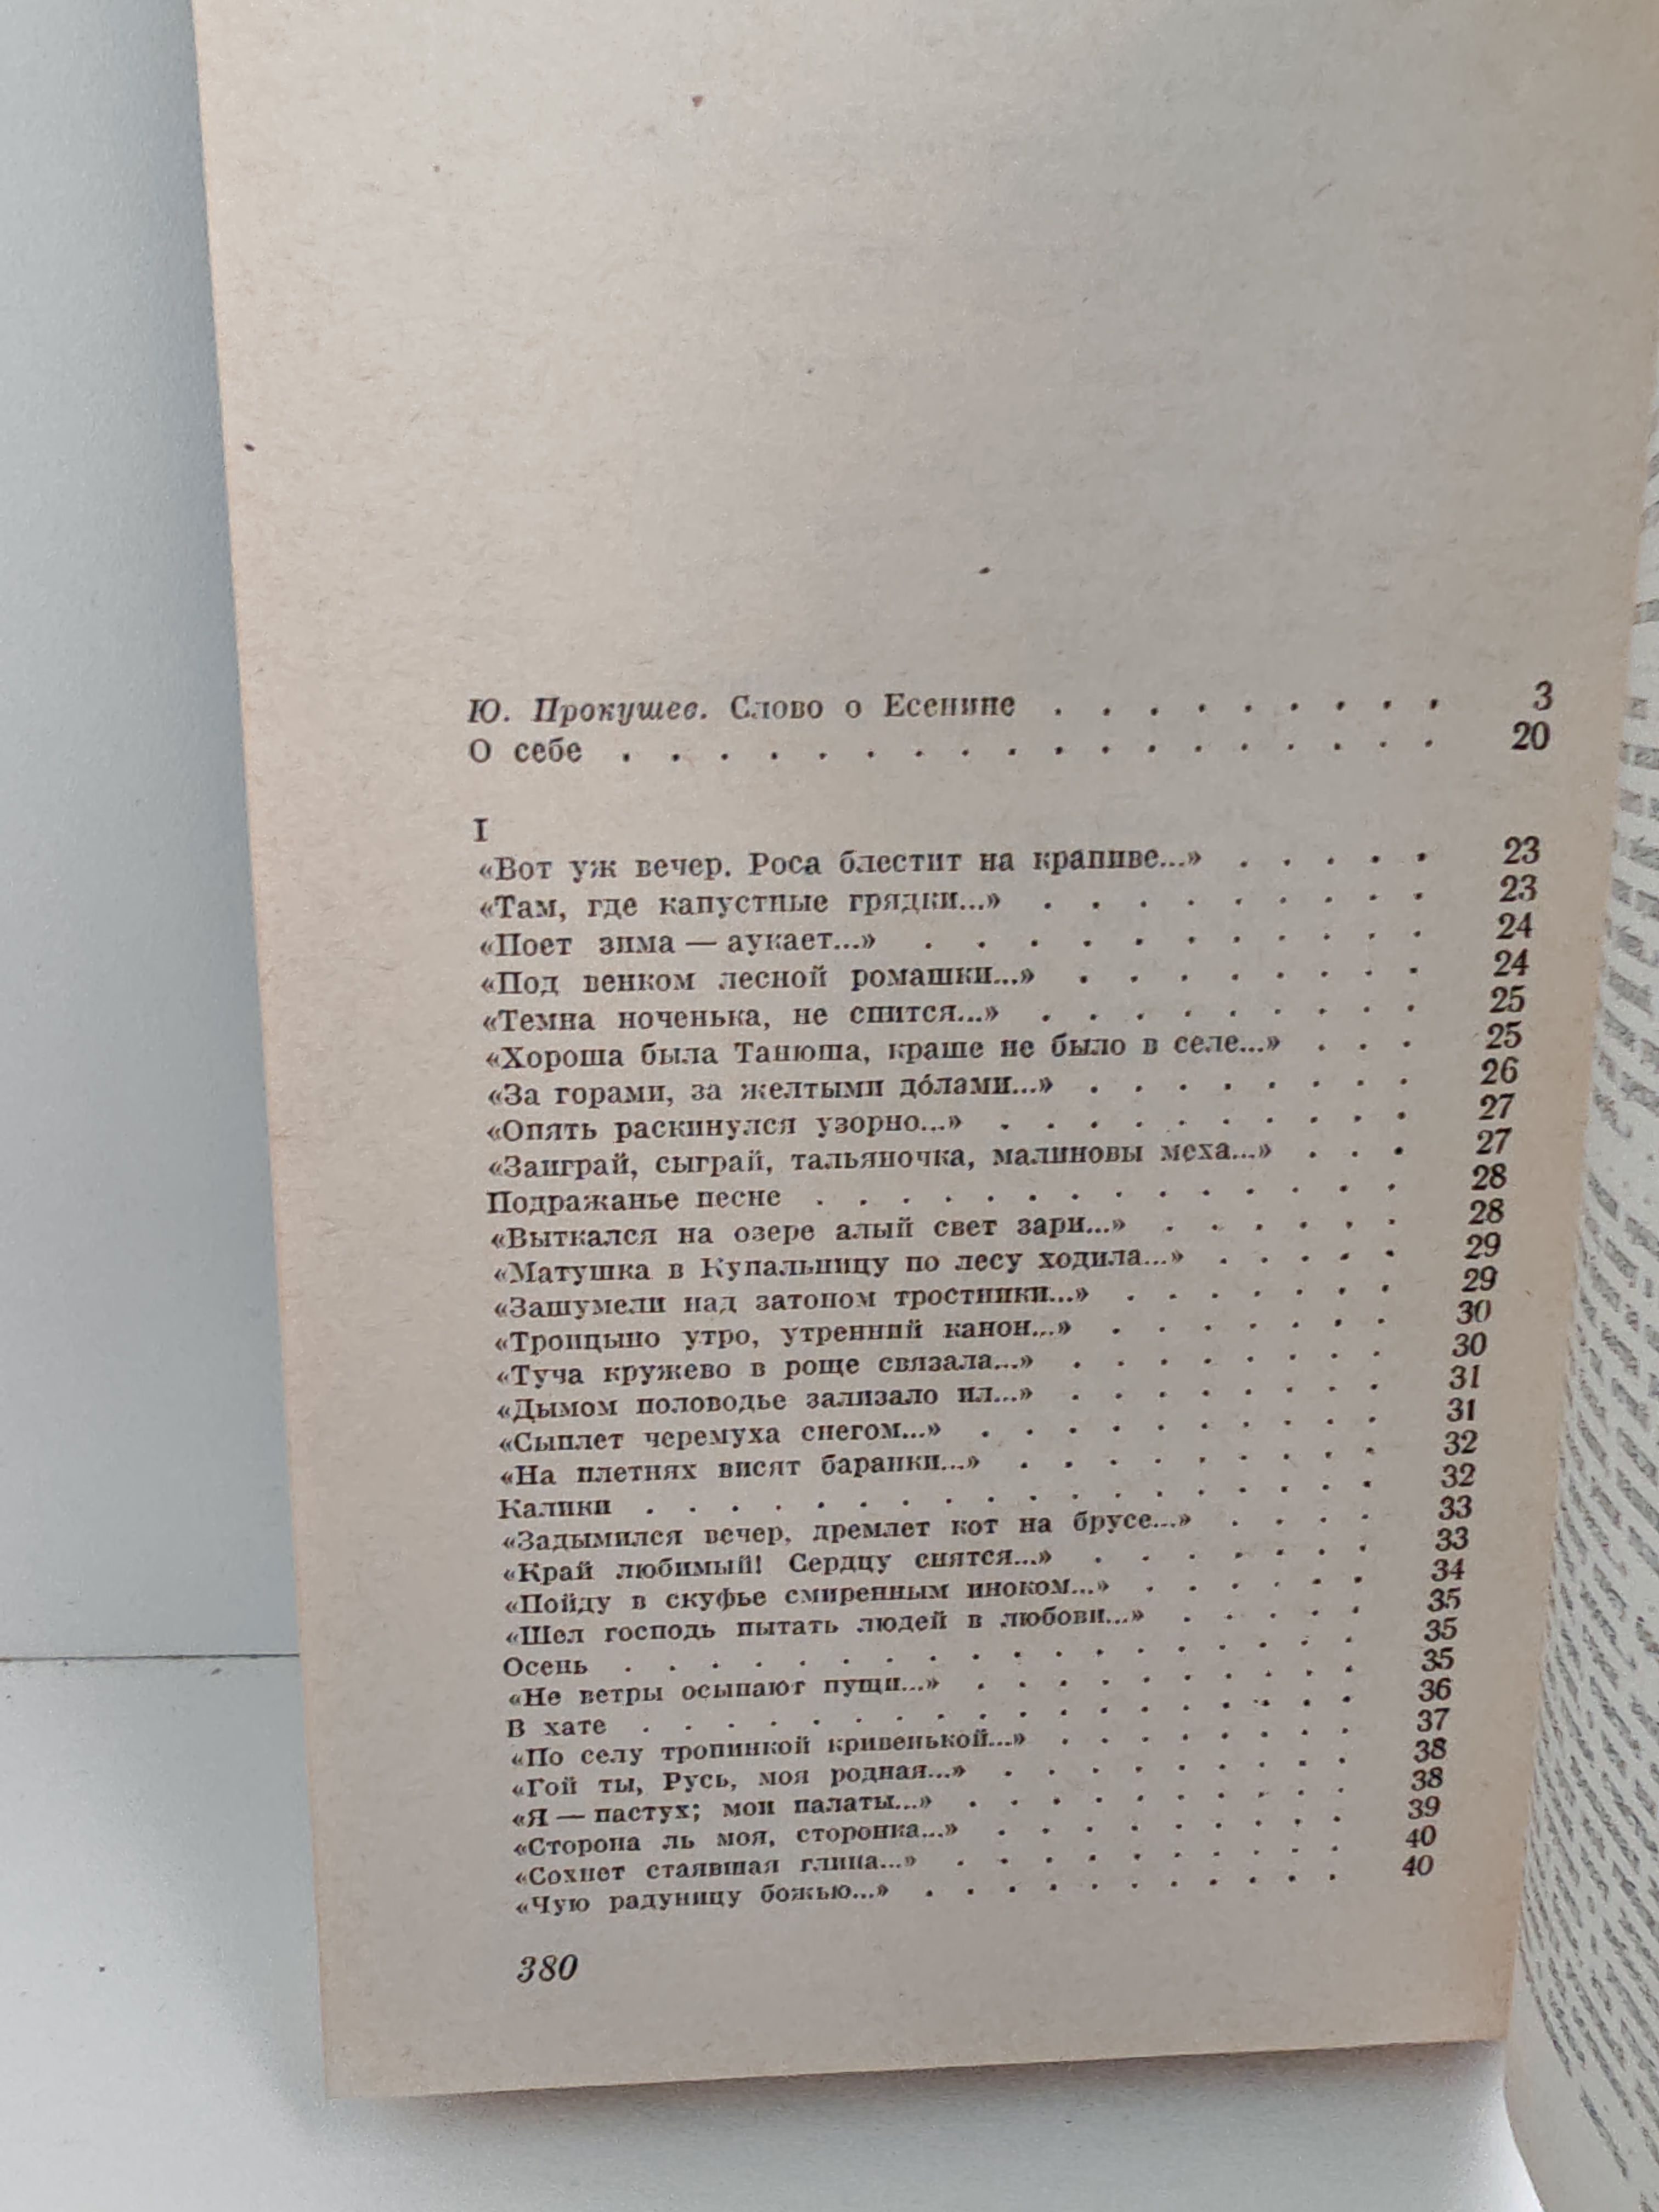 Ю. Прокушев. Слово о Есенине . . . . . . . . . 3
О себе . . . . . . . . . . . . . . . . . . 20
I
«Вот уж вечер. Роса блестит на крапиве...» . . . . . 23
«Там, где капустные грядки...» . . . . . . . . . 23
«Поет зима — аукает...» . . . . . . . . . . . 24
«Под венком лесной ромашки...» . . . . . . . . 24
«Темна ноченька, не спится...» . . . . . . . . . 25
«Хороша была Танюша, краше не было в селе...» . . . 25
«За горами, за желтыми до́лами...» . . . . . . . . 26
«Опять раскинулся узорно...» . . . . . . . . . . 27
«Заиграй, сыграй, тальяночка, малиновы меха...» . . . 27
Подражанье песне . . . . . . . . . . . . . . 28
«Выткался на озере алый свет зари...» . . . . . . 28
«Матушка в Купальницу по лесу ходила...» . . . . . 29
«Зашумели над затоном тростники...» . . . . . . . 29
«Троицыно утро, утренний канон...» . . . . . . . 30
«Туча кружево в роще связала...» . . . . . . . . 30
«Дымом половодье зализало ил...» . . . . . . . . 31
«Сыплет черемуха снегом...» . . . . . . . . . . 31
«На плетнях висят баранки...» . . . . . . . . . 32
Калики . . . . . . . . . . . . . . . . . . 32
«Задымился вечер, дремлет кот на брусе...» . . . . 33
«Край любимый! Сердцу снятся...» . . . . . . . 33
«Пойду в скуфье смиренным иноком...» . . . . . . 34
«Шел господь пытать людей в любови...» . . . . . 35
Осень . . . . . . . . . . . . . . . . . . 35
«Не ветры осыпают пущи...» . . . . . . . . . . 35
В хате . . . . . . . . . . . . . . . . . . 36
«По селу тропинкой кривенькой...» . . . . . . . . 37
«Гой ты, Русь, моя родная...» . . . . . . . . . 38
«Я — пастух; мои палаты...» . . . . . . . . . . 38
«Сторона ль моя, сторонка...» . . . . . . . . . 39
«Сохнет стаявшая глина...» . . . . . . . . . . 40
«Чую радуницу божью...» . . . . . . . . . . . 40
380